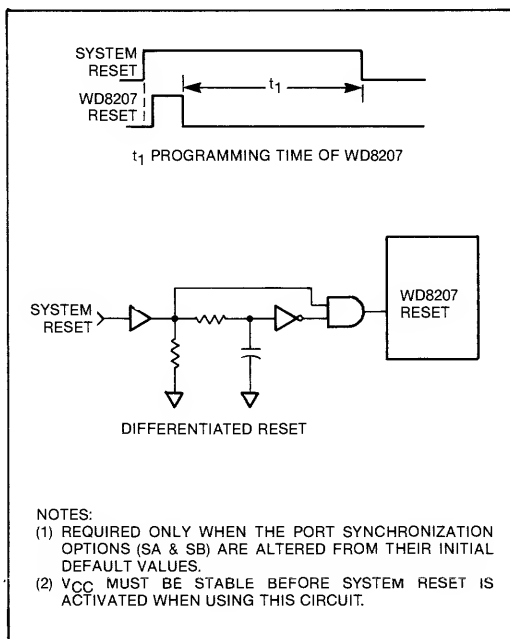 SYSTEM
RESET
t1
WD8207
RESET
t1 PROGRAMMING TIME OF WD8207
SYSTEM
RESET
WD8207
RESET
DIFFERENTIATED RESET
NOTES:
(1) REQUIRED ONLY WHEN THE PORT SYNCHRONIZATION
OPTIONS (SA & SB) ARE ALTERED FROM THEIR INITIAL
DEFAULT VALUES.
(2) VCC MUST BE STABLE BEFORE SYSTEM RESET IS
ACTIVATED WHEN USING THIS CIRCUIT.